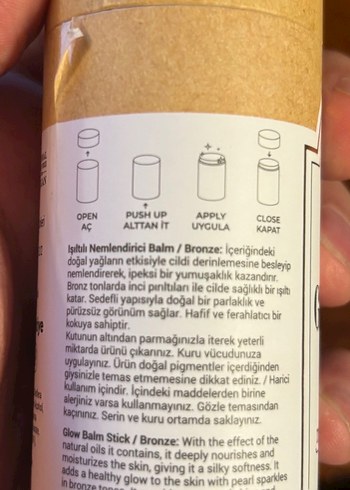 OPEN PUSH UP APPLY CLOSE
AÇ ALTTAN İT UYGULA KAPAT
Işıltılı Nemlendirici Balm / Bronze: İçeriğindeki
doğal yağların etkisiyle cildi derinlemesine besleyip
nemlendirerek, ipeksi bir yumuşaklık kazandırır.
Bronz tonlarda inci pırıltıları ile cilde sağlıklı bir ışıltı
katar. Sedefli yapısıyla doğal bir parlaklık ve
pürüzsüz görünüm sağlar. Hafif ve ferahlatıcı bir
kokuya sahiptir.
Kutunun altından parmağınızla iterek yeterli
miktarda ürünü çıkarınız. Kuru vücudunuza
uygulayınız. Ürün doğal pigmentler içerdiğinden
giysinizle temas etmemesine dikkat ediniz. / Harici
kullanım içindir. İçindeki maddelerden birine
alerjiniz varsa kullanmayınız. Gözle temasından
kaçınınız. Serin ve kuru ortamda saklayınız.
Glow Balm Stick / Bronze: With the effect of the
natural oils it contains, it deeply nourishes and
moisturizes the skin, giving it a silky softness. It
adds a healthy glow to the skin with pearl sparkles
in bronze